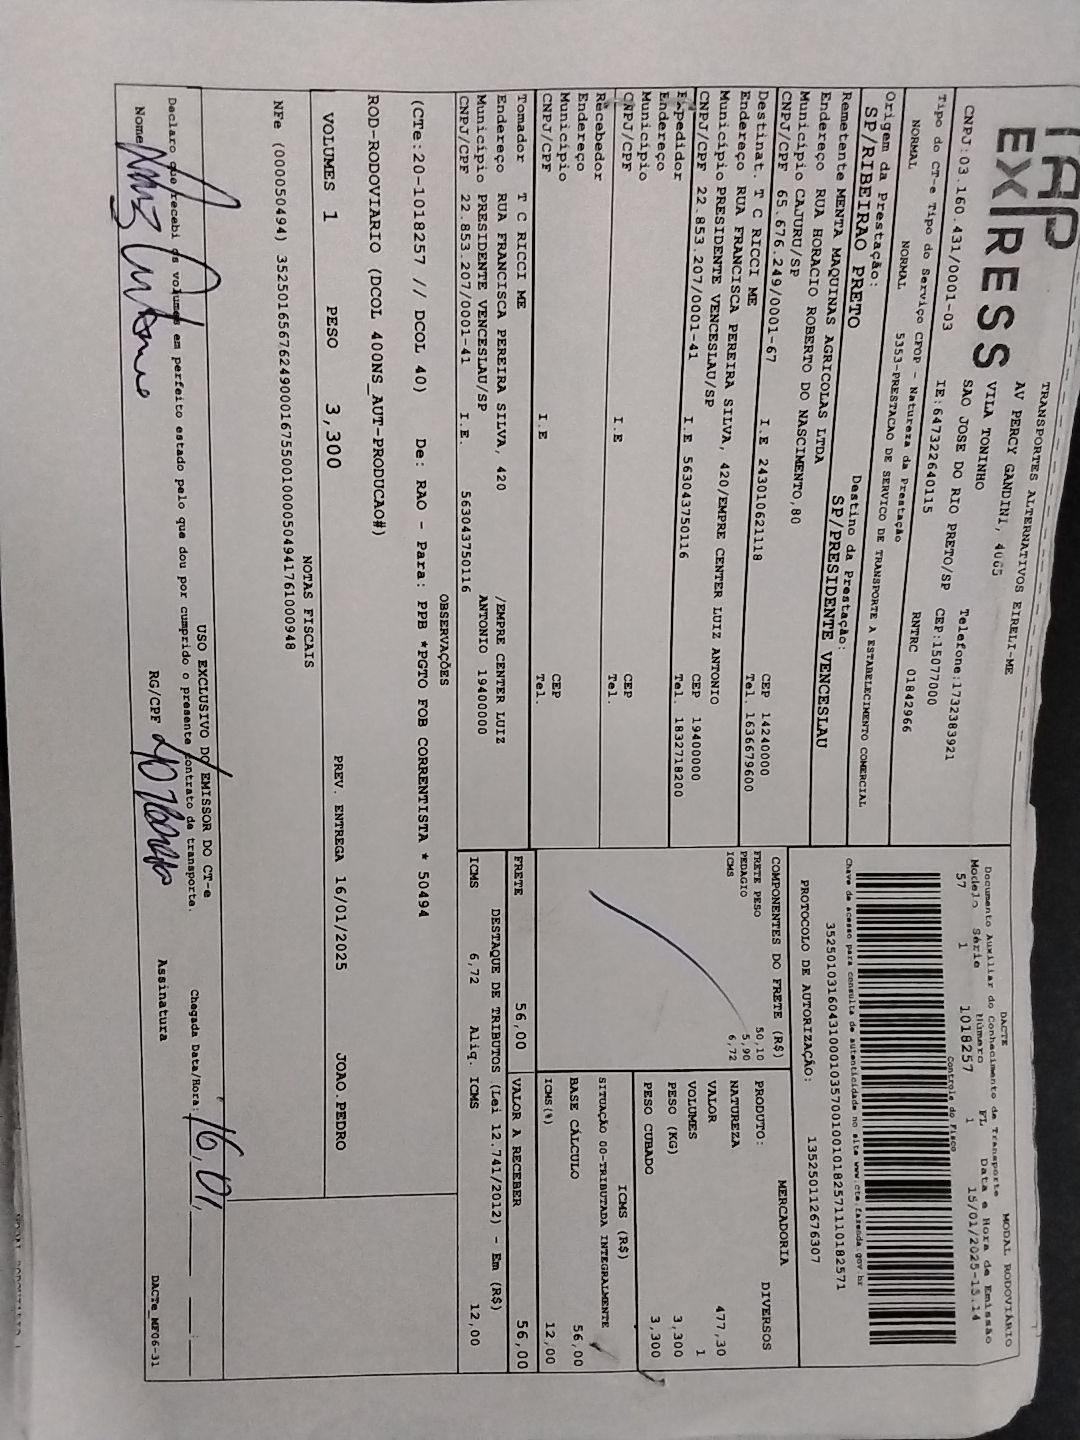 TAP
EX/RESS
TRANSPORTES ALTERNATIVOS EIRELI-ME
AV PERCY GANDINI, 4065
VILA TONINHO
SAO JOSE DO RIO PRETO/SP Telefone:1732383921
CNPJ:03.160.431/0001-03 IE:647322640115 CEP:15077000
Tipo do CT-e Tipo do Serviço CFOP - Natureza da Prestação RNTRC 01842966
NORMAL NORMAL 5353-PRESTACAO DE SERVICO DE TRANSPORTE A ESTABELECIMENTO COMERCIAL
Origem da Prestação: Destino da Prestação:
SP/RIBEIRAO PRETO SP/PRESIDENTE VENCESLAU
DACTE MODAL RODOVIÁRIO
Documento Auxiliar do Conhecimento de Transporte
Modelo Série Número FL Data e Hora de Emissão
57 1 1018257 1 15/01/2025-15.14
Controle do Fisco
Chave de acesso para consulta de autenticidade no site www.cte.fazenda.gov.br
35250103160431000103570010010182571110182571
PROTOCOLO DE AUTORIZAÇÃO: 135250112676307
Remetente MENTA MAQUINAS AGRICOLAS LTDA
Endereço RUA HORACIO ROBERTO DO NASCIMENTO,80
Município CAJURU/SP CEP 14240000
CNPJ/CPF 65.676.249/0001-67 I.E 243010621118 Tel. 1636679600
Destinat. T C RICCI ME
Endereço RUA FRANCISCA PEREIRA SILVA, 420/EMPRE CENTER LUIZ ANTONIO
Município PRESIDENTE VENCESLAU/SP CEP 19400000
CNPJ/CPF 22.853.207/0001-41 I.E 563043750116 Tel. 1832718200
Expedidor
Endereço
Município CEP
CNPJ/CPF I.E Tel.
Recebedor
Endereço
Município CEP
CNPJ/CPF I.E Tel.
Tomador T C RICCI ME
Endereço RUA FRANCISCA PEREIRA SILVA, 420 /EMPRE CENTER LUIZ
Município PRESIDENTE VENCESLAU/SP ANTONIO 19400000
CNPJ/CPF 22.853.207/0001-41 I.E. 563043750116
COMPONENTES DO FRETE (R$)
FRETE PESO 50,10
PEDAGIO 5,90
ICMS 6,72
PRODUTO: MERCADORIA
NATUREZA DIVERSOS
VALOR 477,30
VOLUMES 1
PESO (KG) 3,300
PESO CUBADO 3,300
ICMS (R$)
SITUAÇÃO 00-TRIBUTADA INTEGRALMENTE
BASE CÁLCULO 56,00
ICMS(%) 12,00
FRETE 56,00 VALOR A RECEBER 56,00
DESTAQUE DE TRIBUTOS (Lei 12.741/2012) - Em (R$)
ICMS 6,72 Aliq. ICMS 12,00
OBSERVAÇÕES
(CTe:20-1018257 // DCOL 40) De: RAO - Para: PPB *PGTO FOB CORRENTISTA * 50494
ROD-RODOVIARIO (DCOL 400NS_AUT-PRODUCAO#)
VOLUMES 1 PESO 3,300 PREV. ENTREGA 16/01/2025 JOAO.PEDRO
NOTAS FISCAIS
NFe (000050494) 35250165676249000167550010000504941761000948
USO EXCLUSIVO DO EMISSOR DO CT-e
Declaro que recebi os volumes em perfeito estado pelo que dou por cumprido o presente contrato de transporte. Chegada Data/Hora: 16/01/ :
Nome RG/CPF Assinatura
DACTe_MF06-31